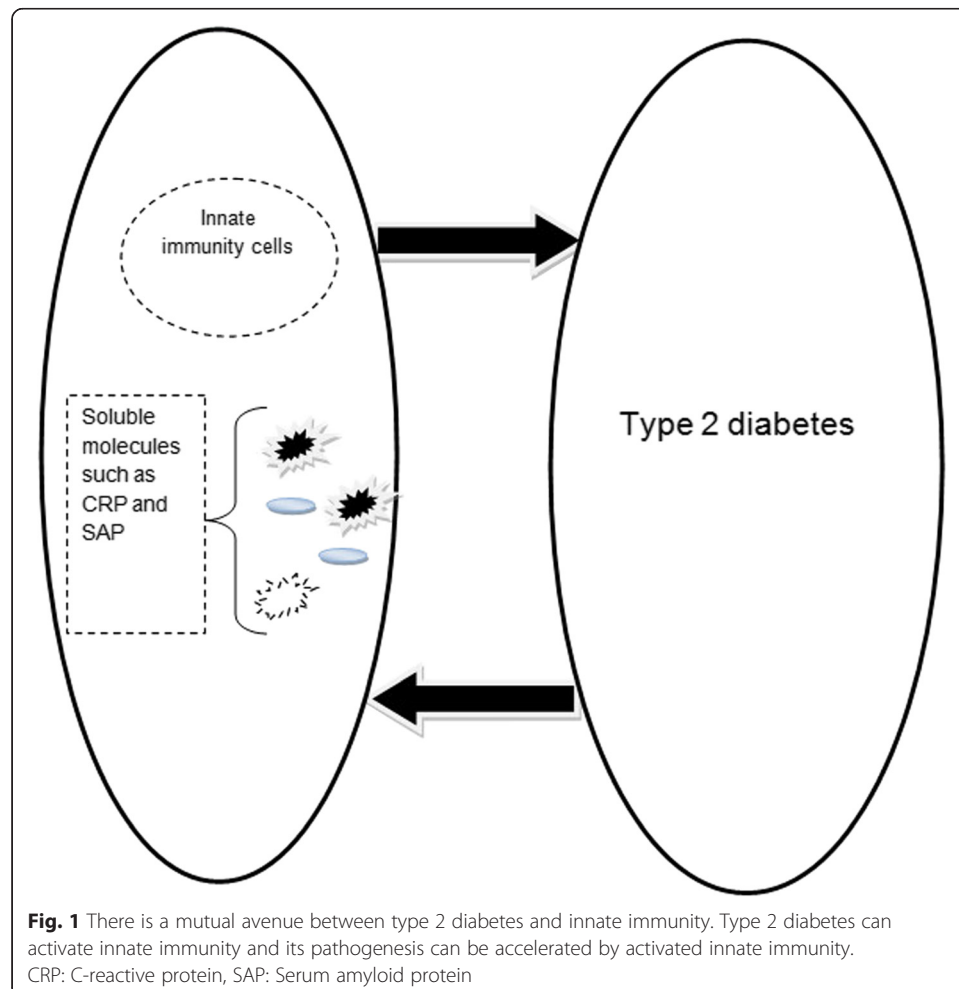 Innate
immunity cells
Soluble
molecules
such as
CRP and
SAP
Type 2 diabetes
Fig. 1 There is a mutual avenue between type 2 diabetes and innate immunity. Type 2 diabetes can
activate innate immunity and its pathogenesis can be accelerated by activated innate immunity.
CRP: C-reactive protein, SAP: Serum amyloid protein